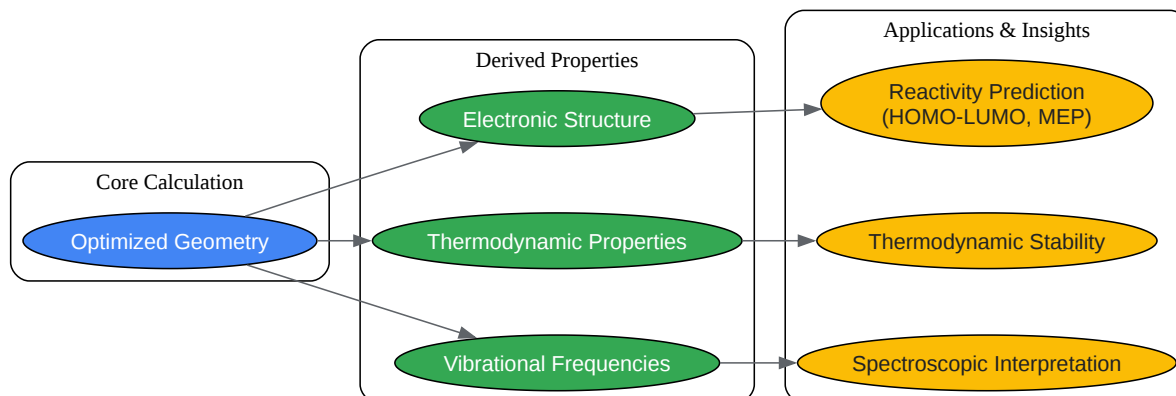 Core Calculation
Optimized Geometry
Derived Properties
Electronic Structure
Thermodynamic Properties
Vibrational Frequencies
Applications & Insights
Reactivity Prediction
(HOMO-LUMO, MEP)
Thermodynamic Stability
Spectroscopic Interpretation